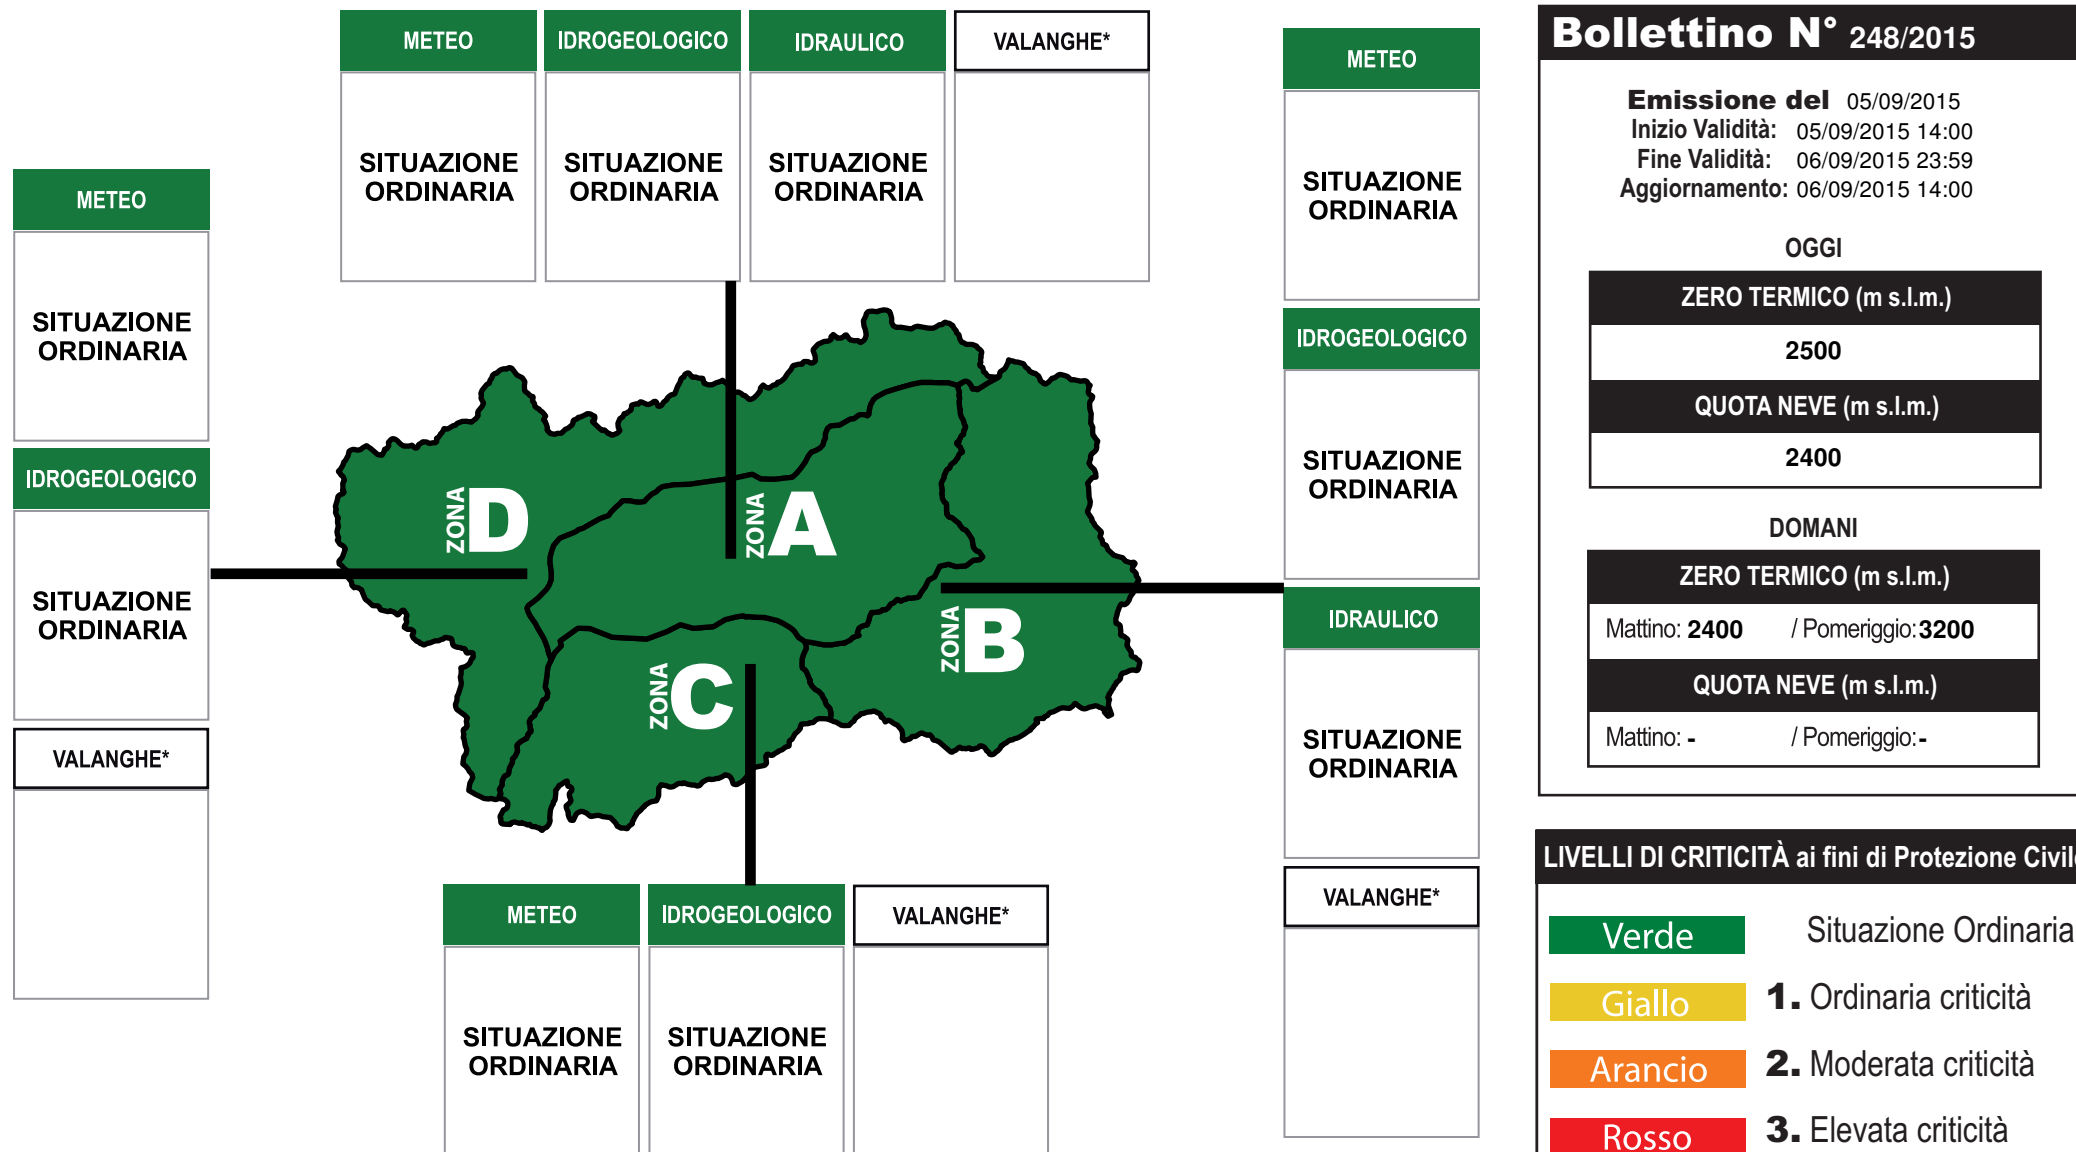 METEO IDROGEOLOGICO IDRAULICO VALANGHE*
SITUAZIONE ORDINARIA SITUAZIONE ORDINARIA SITUAZIONE ORDINARIA
METEO
SITUAZIONE
ORDINARIA
IDROGEOLOGICO
SITUAZIONE
ORDINARIA
VALANGHE*
ZONA D
ZONA A
ZONA B
ZONA C
METEO
SITUAZIONE
ORDINARIA
IDROGEOLOGICO
SITUAZIONE
ORDINARIA
IDRAULICO
SITUAZIONE
ORDINARIA
VALANGHE*
METEO IDROGEOLOGICO VALANGHE*
SITUAZIONE ORDINARIA SITUAZIONE ORDINARIA
Bollettino N° 248/2015
Emissione del 05/09/2015
Inizio Validità: 05/09/2015 14:00
Fine Validità: 06/09/2015 23:59
Aggiornamento: 06/09/2015 14:00
OGGI
ZERO TERMICO (m s.l.m.)
2500
QUOTA NEVE (m s.l.m.)
2400
DOMANI
ZERO TERMICO (m s.l.m.)
Mattino: 2400 / Pomeriggio: 3200
QUOTA NEVE (m s.l.m.)
Mattino: - / Pomeriggio: -
LIVELLI DI CRITICITÀ ai fini di Protezione Civile
Verde Situazione Ordinaria
Giallo 1. Ordinaria criticità
Arancio 2. Moderata criticità
Rosso 3. Elevata criticità